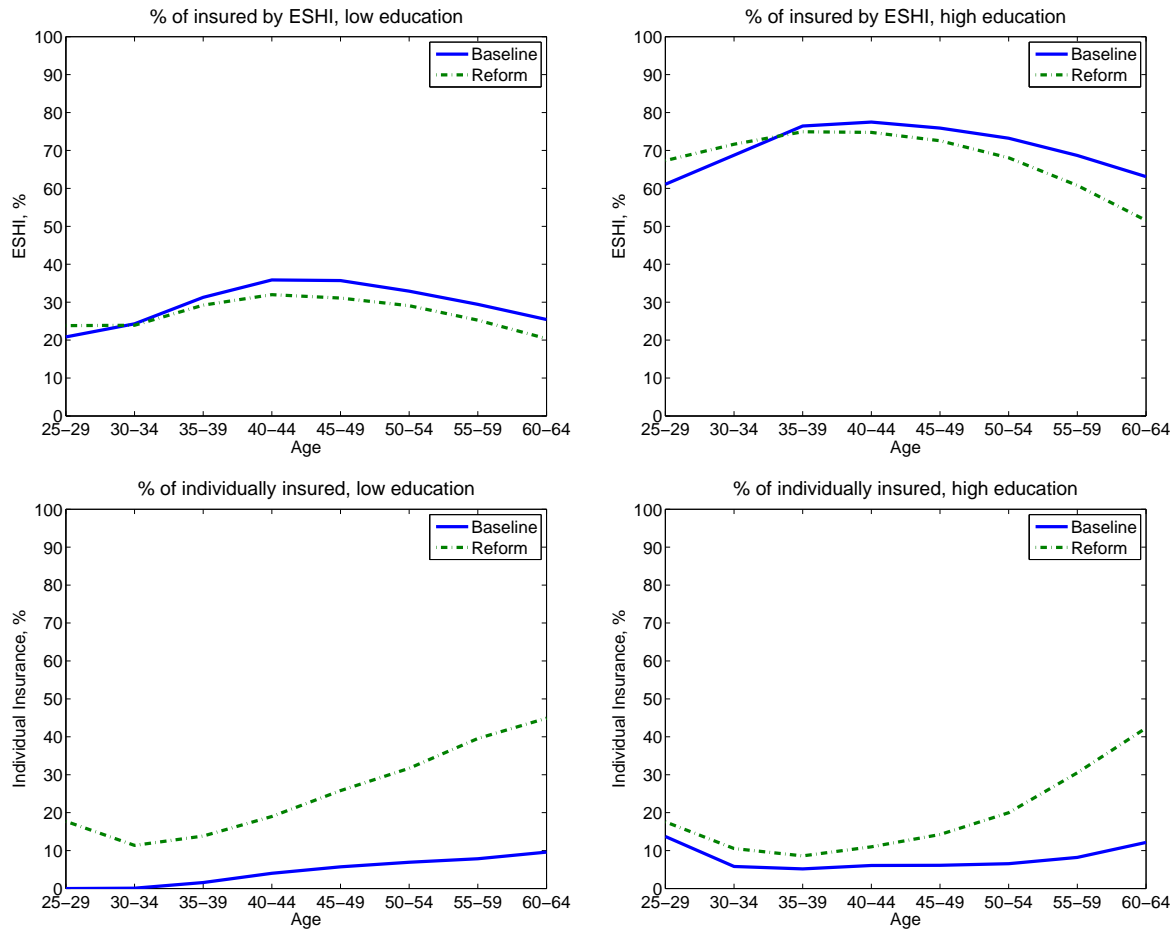 % of insured by ESHI, low education
100
90
80
70
60
50
40
30
20
10
0
ESHI, %
Baseline
Reform
25–29 30–34 35–39 40–44 45–49 50–54 55–59 60–64
Age
% of insured by ESHI, high education
100
90
80
70
60
50
40
30
20
10
0
ESHI, %
Baseline
Reform
25–29 30–34 35–39 40–44 45–49 50–54 55–59 60–64
Age
% of individually insured, low education
100
90
80
70
60
50
40
30
20
10
0
Individual Insurance, %
Baseline
Reform
25–29 30–34 35–39 40–44 45–49 50–54 55–59 60–64
Age
% of individually insured, high education
100
90
80
70
60
50
40
30
20
10
0
Individual Insurance, %
Baseline
Reform
25–29 30–34 35–39 40–44 45–49 50–54 55–59 60–64
Age